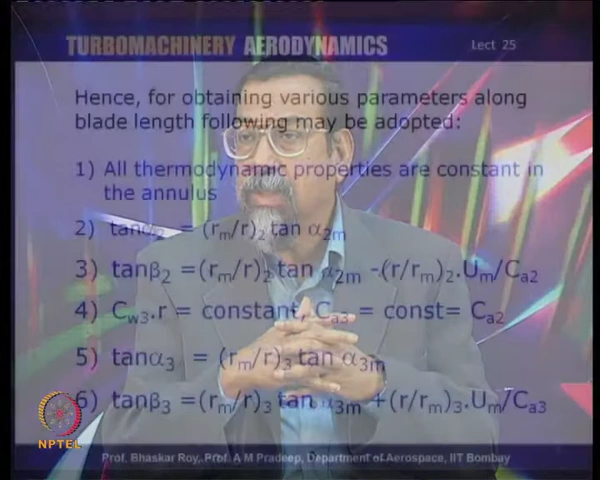 TURBOMACHINERY AERODYNAMICS
Lect 25
Hence, for obtaining various parameters along
blade length following may be adopted:
1) All thermodynamic properties are constant in
the annulus
2) tanα₂ = (rₘ/r)₂ tan α₂ₘ
3) tanβ₂ =(rₘ/r)₂ tan α₂ₘ -(r/rₘ)₂.Uₘ/Cₐ₂
4) C_w₃.r = constant, Cₐ₃ = const= Cₐ₂
5) tanα₃ = (rₘ/r)₃ tan α₃ₘ
6) tanβ₃ =(rₘ/r)₃ tan α₃ₘ +(r/rₘ)₃.Uₘ/Cₐ₃
NPTEL
Prof. Bhaskar Roy, Prof. A M Pradeep, Department of Aerospace, IIT Bombay